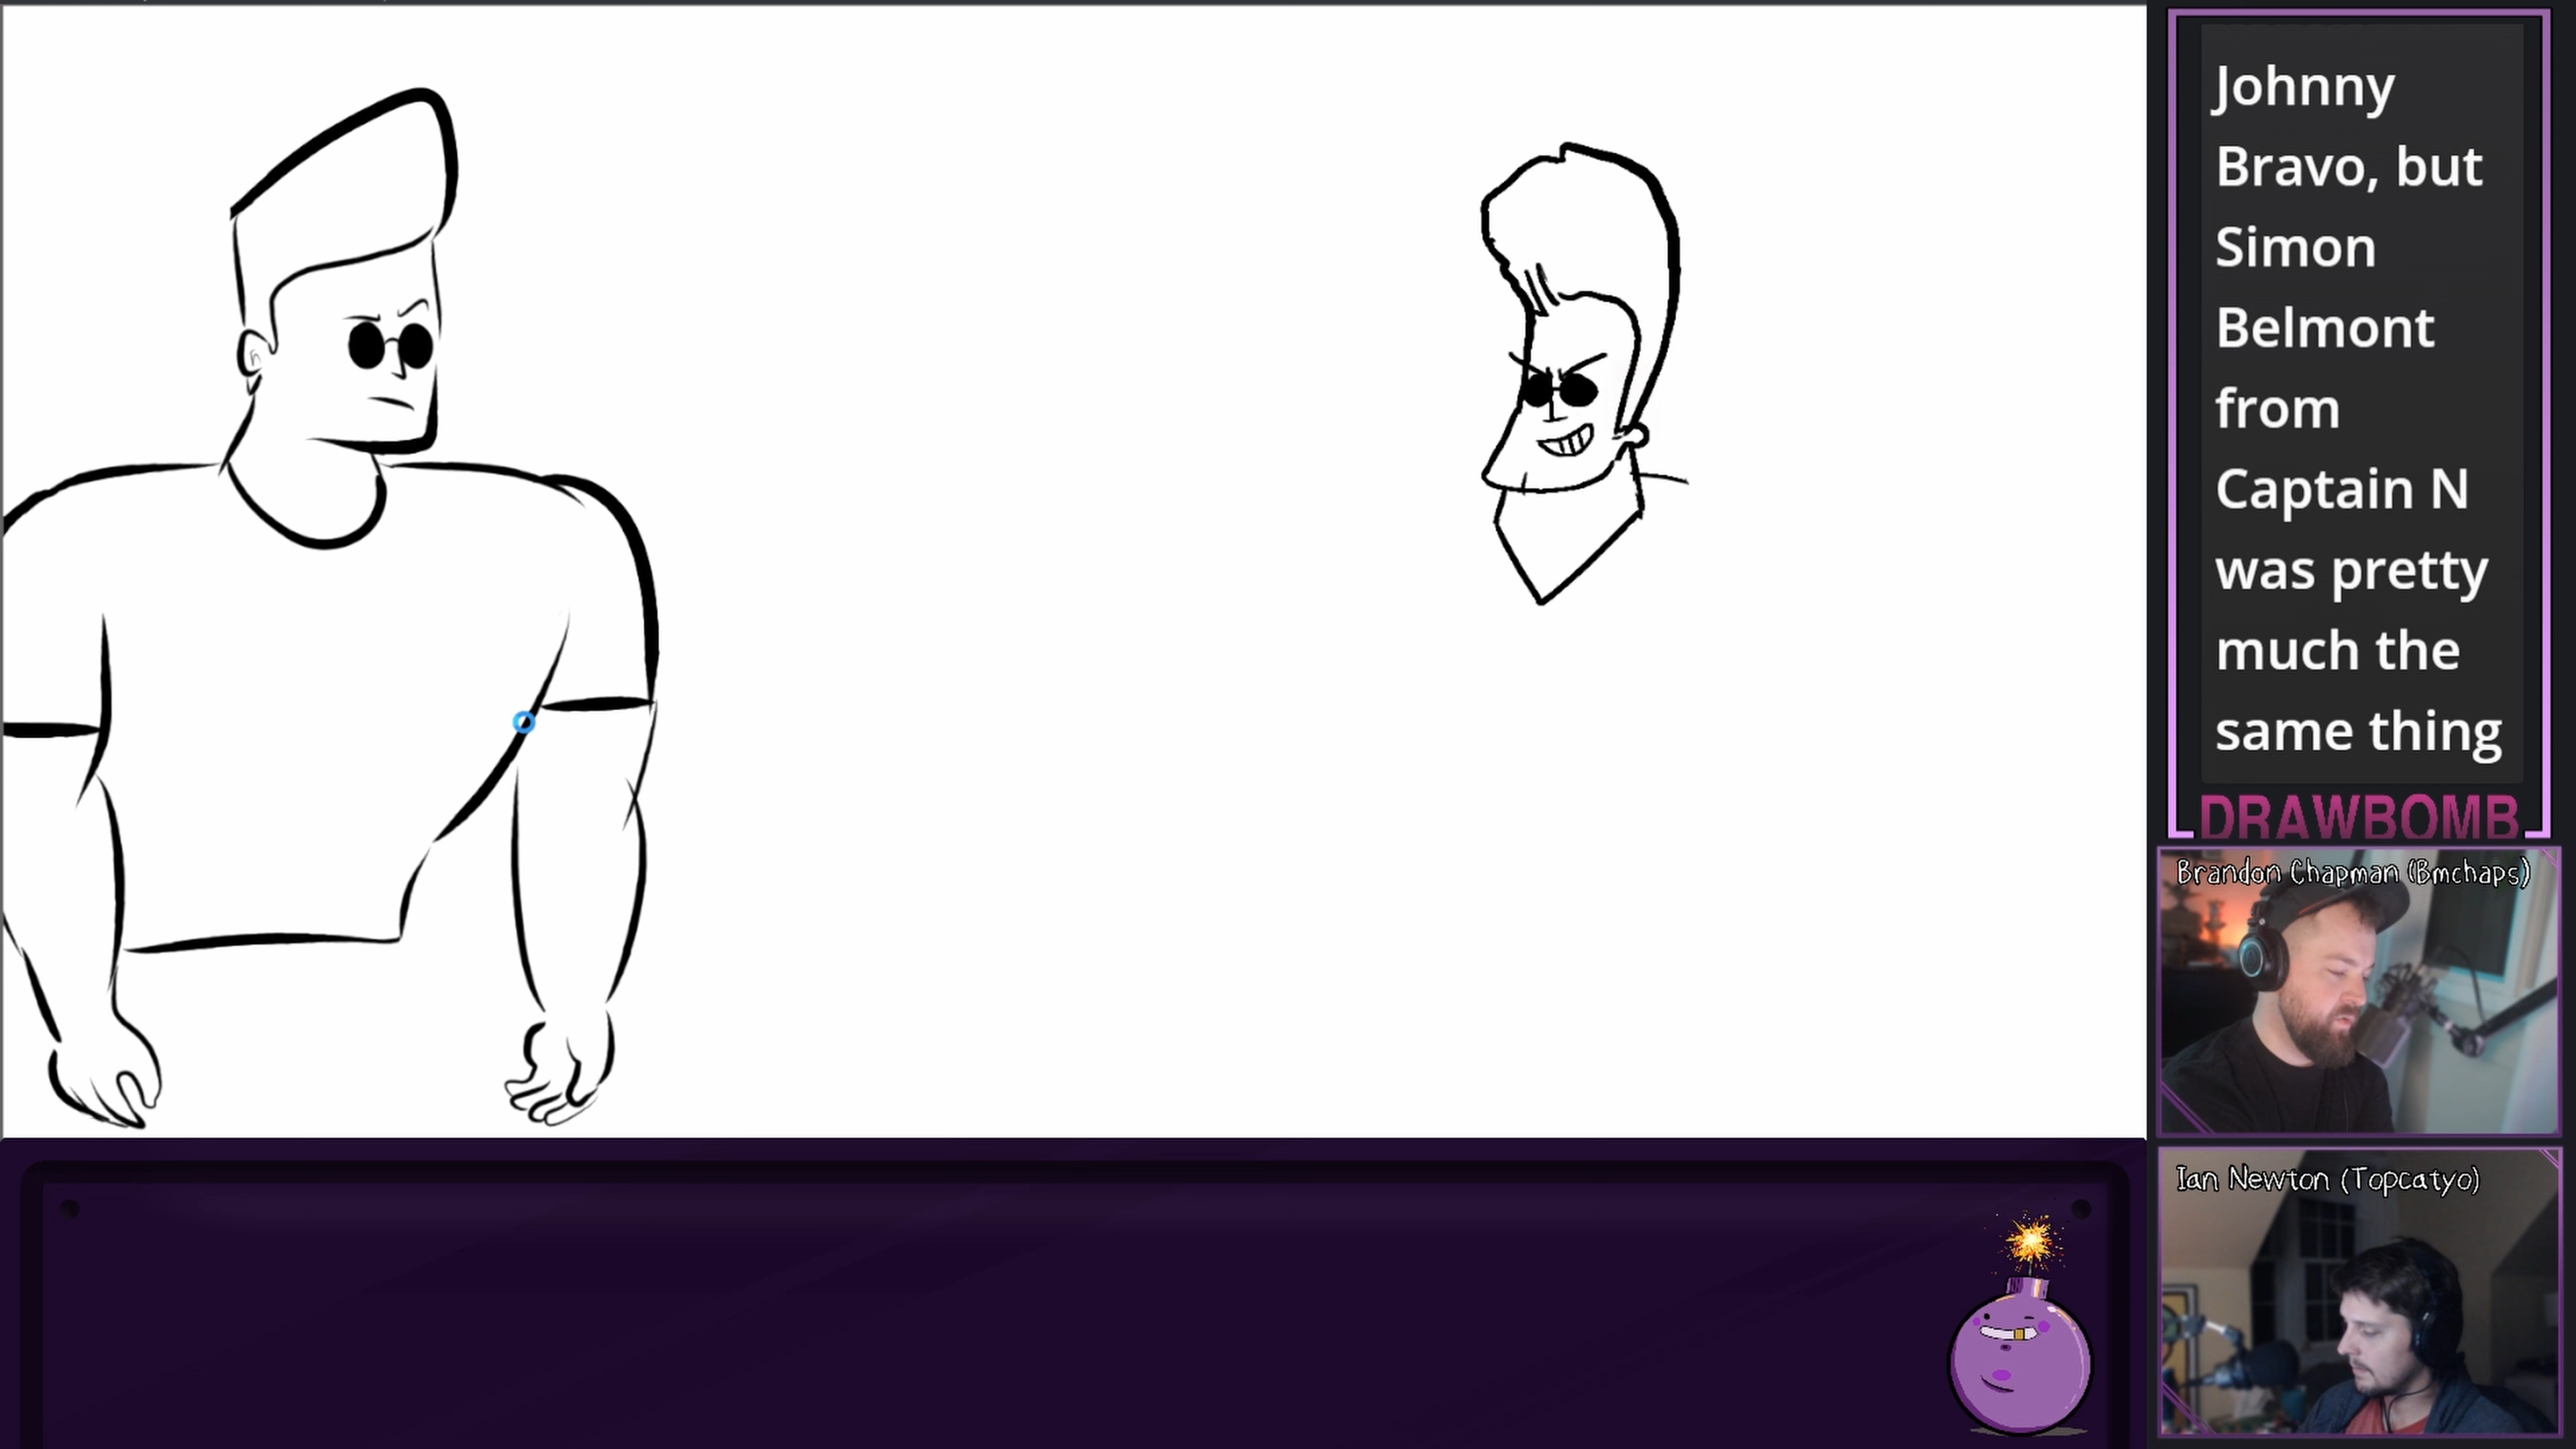 Johnny
Bravo, but
Simon
Belmont
from
Captain N
was pretty
much the
same thing
DRAWBOMB
Brandon Chapman (Bmchaps)
Ian Newton (Topcatyo)